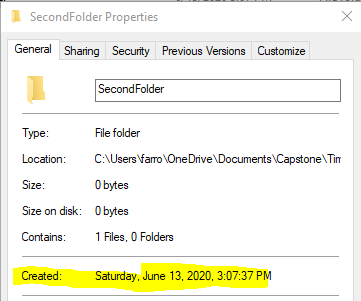 SecondFolder Properties
General Sharing Security Previous Versions Customize
SecondFolder
Type: File folder
Location: C:\Users\farro\OneDrive\Documents\Capstone\Tim
Size: 0 bytes
Size on disk: 0 bytes
Contains: 1 Files, 0 Folders
Created: Saturday, June 13, 2020, 3:07:37 PM